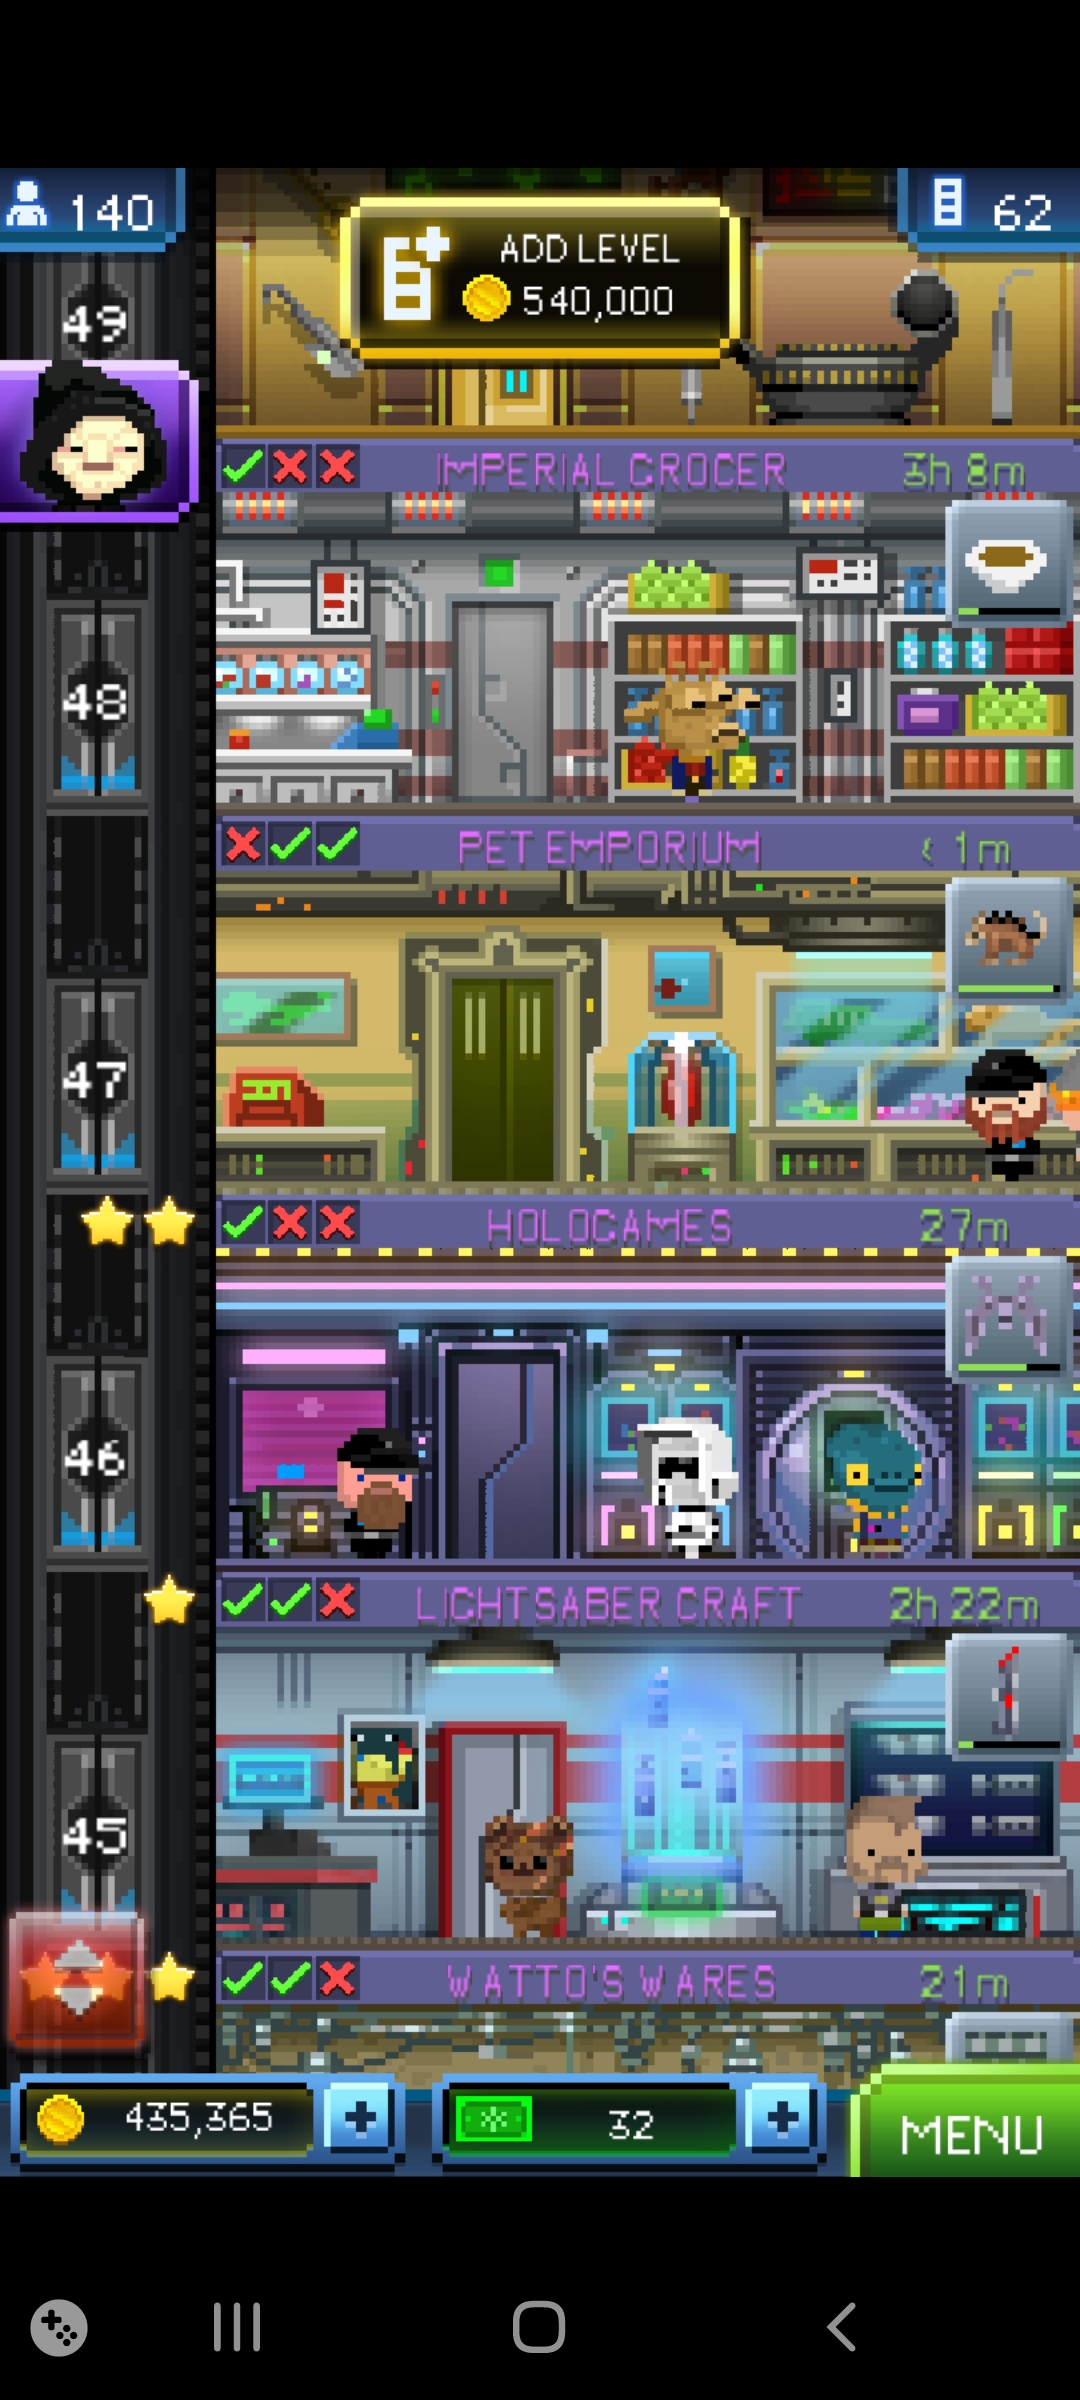 140
ADD LEVEL
540,000
62
49
IMPERIAL GROCER 3h 8m
48
PET EMPORIUM < 1m
47
HOLOGAMES 27m
46
LIGHTSABER CRAFT 2h 22m
45
WATTO'S WARES 21m
435,365
32
MENU